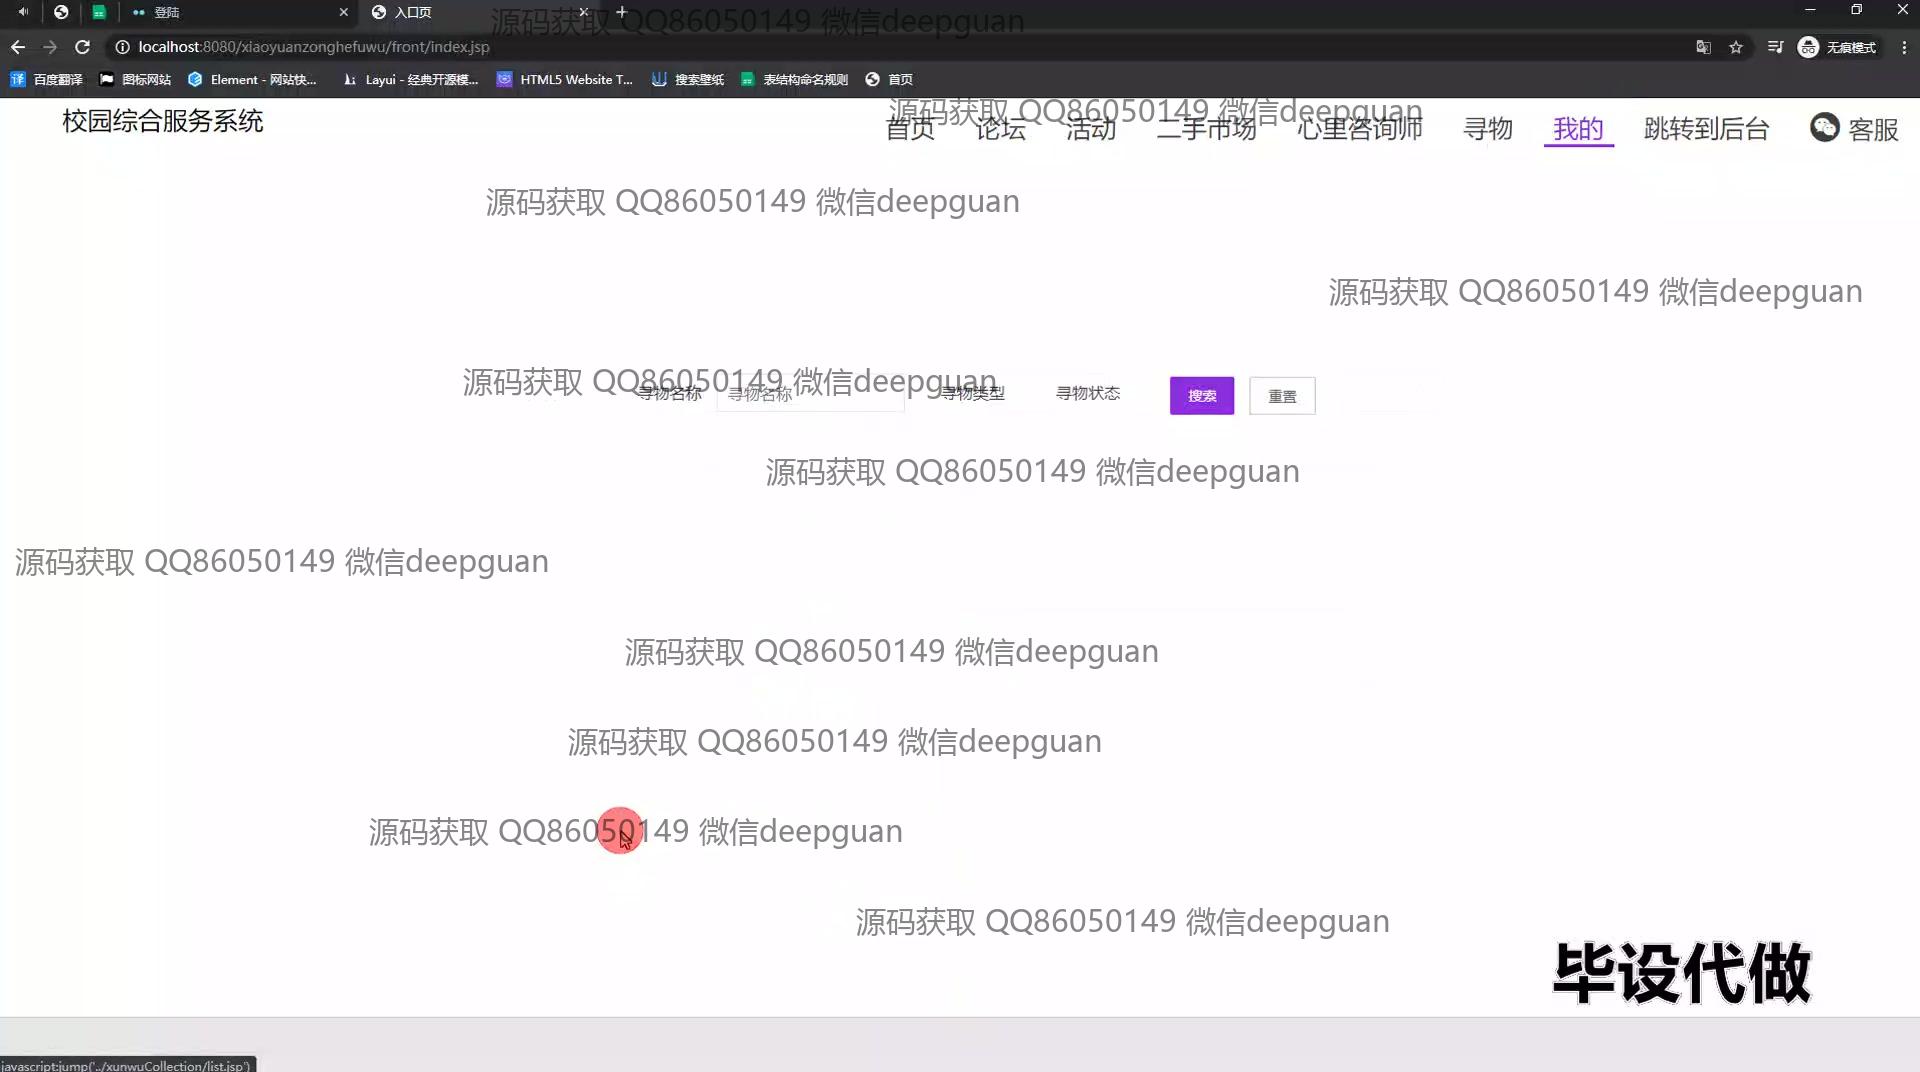 登陆
入口页
源码获取 QQ86050149 微信deepguan
localhost:8080/xiaoyuanzonghefuwu/front/index.jsp
无痕模式
百度翻译
图标网站
Element - 网站快...
Layui - 经典开源模...
HTML5 Website T...
搜索壁纸
表结构命名规则
首页
校园综合服务系统
源码获取 QQ86050149 微信deepguan
首页
论坛
活动
二手市场
心里咨询师
寻物
我的
跳转到后台
客服
源码获取 QQ86050149 微信deepguan
源码获取 QQ86050149 微信deepguan
源码获取 QQ86050149 微信deepguan
寻物名称
寻物名称
寻物类型
寻物状态
搜索
重置
源码获取 QQ86050149 微信deepguan
源码获取 QQ86050149 微信deepguan
源码获取 QQ86050149 微信deepguan
源码获取 QQ86050149 微信deepguan
源码获取 QQ86050149 微信deepguan
源码获取 QQ86050149 微信deepguan
毕设代做
javascript:jump('../xunwuCollection/list.jsp')